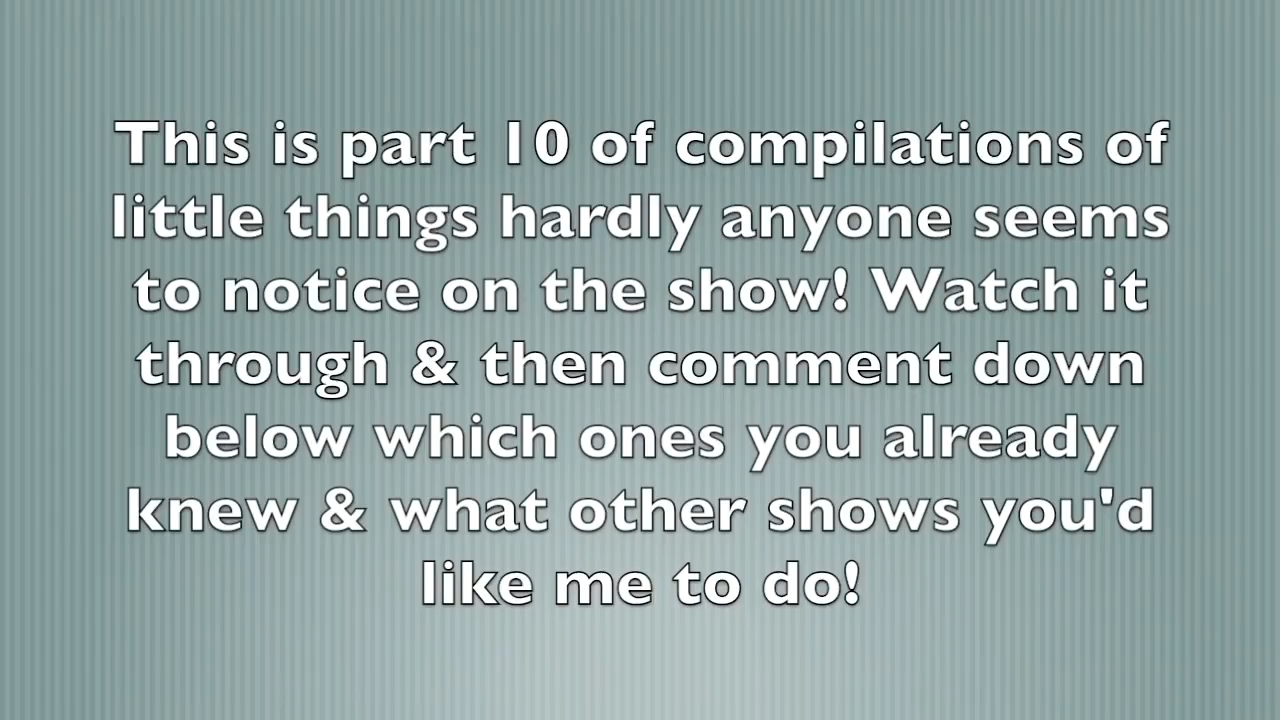 This is part 10 of compilations of
little things hardly anyone seems
to notice on the show! Watch it
through & then comment down
below which ones you already
knew & what other shows you'd
like me to do!